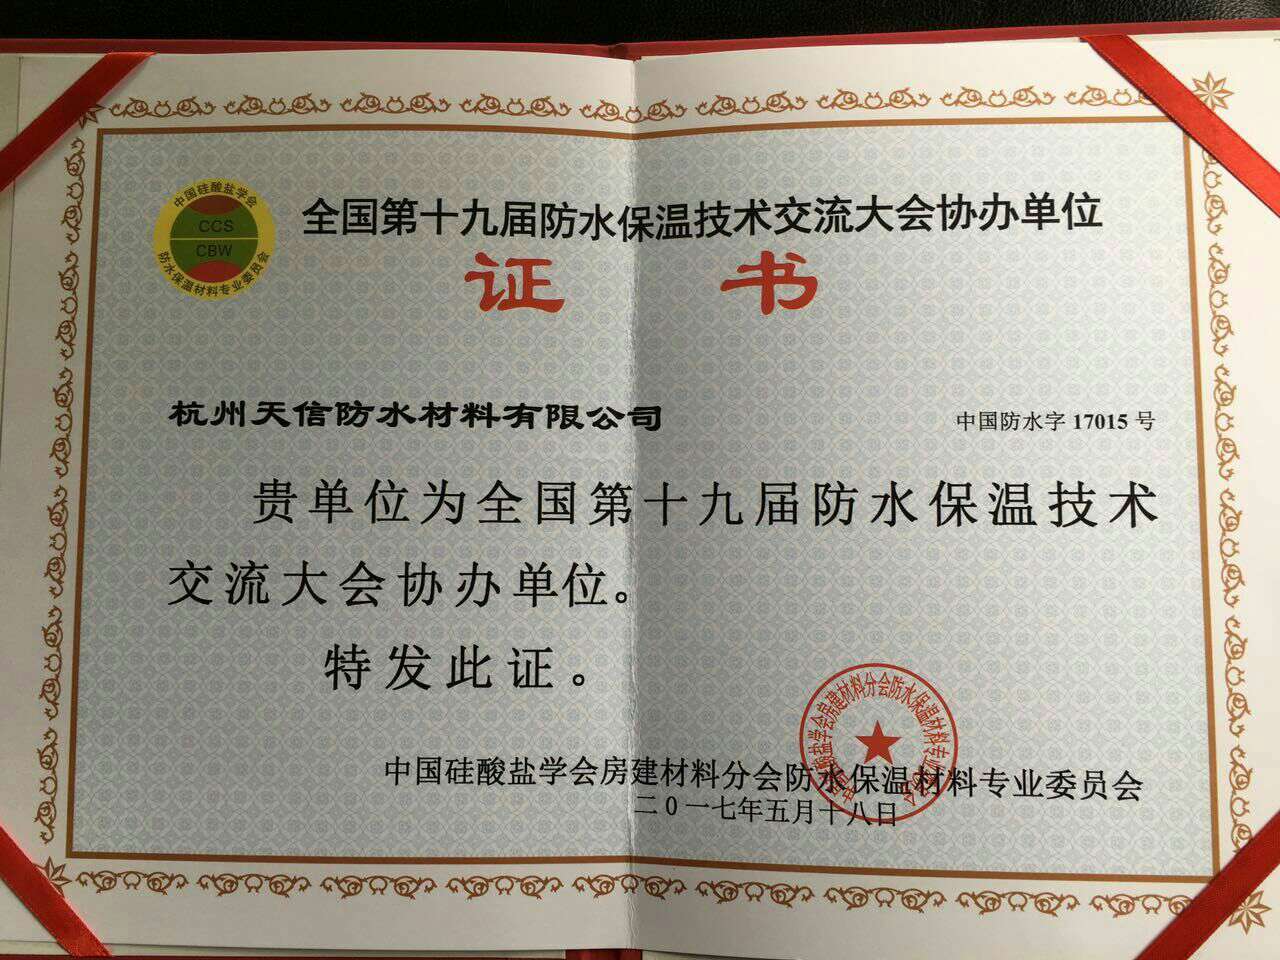 中国硅酸盐学会
CCS
CBW
防水保温材料专业委员会
全国第十九届防水保温技术交流大会协办单位
证书
杭州天信防水材料有限公司
中国防水字 17015 号
贵单位为全国第十九届防水保温技术
交流大会协办单位。
特发此证。
中国硅酸盐学会房建材料分会防水保温材料专业委员会
二0一七年五月十八日